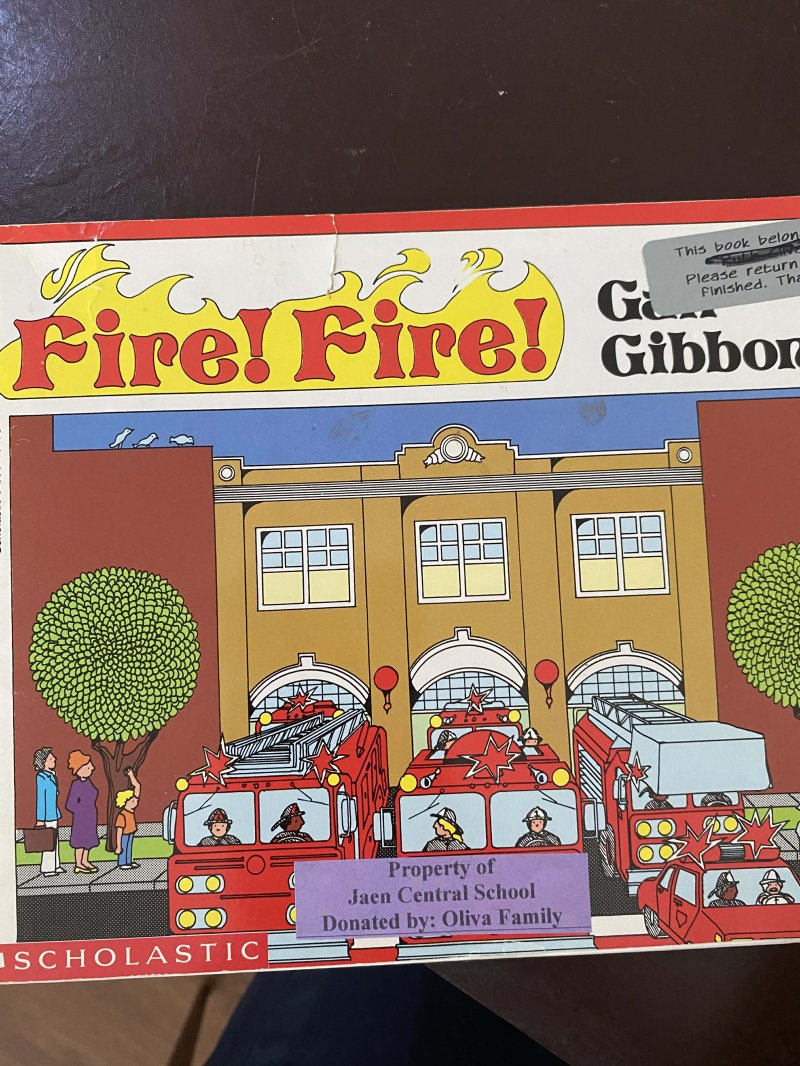 This book belon
Please return
finished. Tha
Fire! Fire!
Gail
Gibbon
Property of
Jaen Central School
Donated by: Oliva Family
SCHOLASTIC